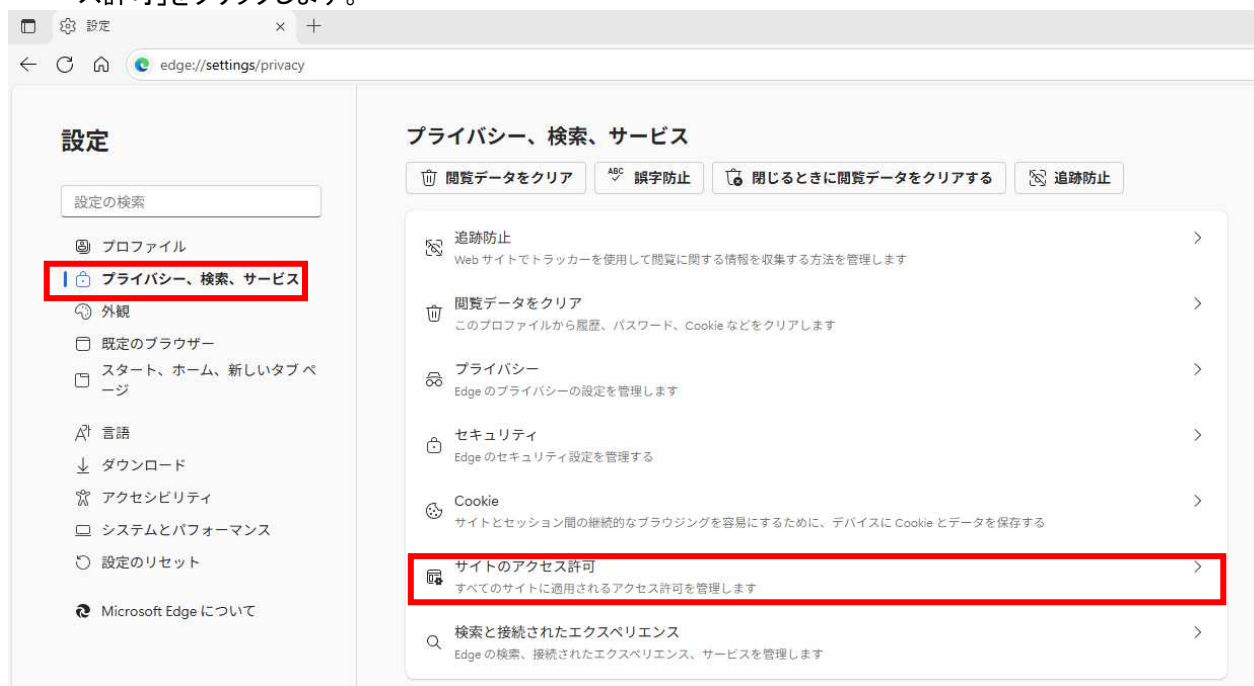 ス許可」をクリックします。
設定
edge://settings/privacy
設定
設定の検索
プロファイル
プライバシー、検索、サービス
外観
既定のブラウザー
スタート、ホーム、新しいタブ ペ
ージ
言語
ダウンロード
アクセシビリティ
システムとパフォーマンス
設定のリセット
Microsoft Edge について
プライバシー、検索、サービス
閲覧データをクリア
ABC 誤字防止
閉じるときに閲覧データをクリアする
追跡防止
追跡防止
Web サイトでトラッカーを使用して閲覧に関する情報を収集する方法を管理します
閲覧データをクリア
このプロファイルから履歴、パスワード、Cookie などをクリアします
プライバシー
Edge のプライバシーの設定を管理します
セキュリティ
Edge のセキュリティ設定を管理する
Cookie
サイトとセッション間の継続的なブラウジングを容易にするために、デバイスに Cookie とデータを保存する
サイトのアクセス許可
すべてのサイトに適用されるアクセス許可を管理します
検索と接続されたエクスペリエンス
Edge の検索、接続されたエクスペリエンス、サービスを管理します